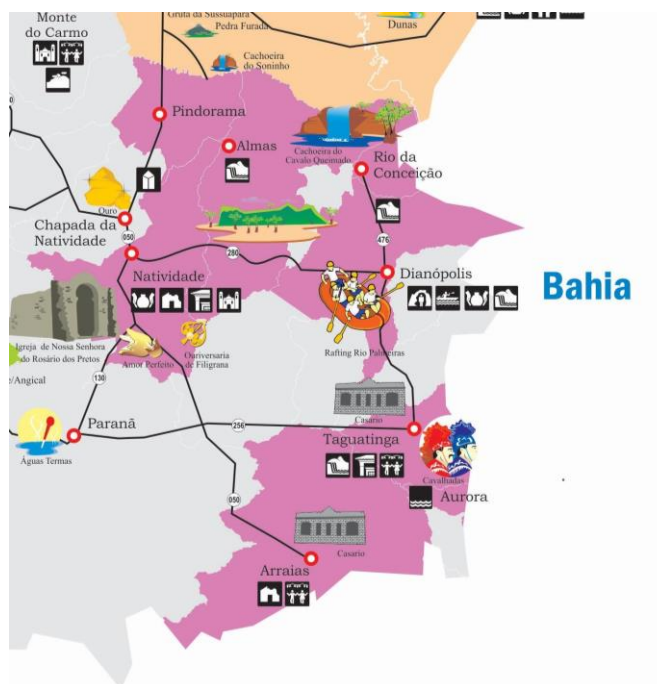 Gruta da Sussuapara
Pedra Furada
Monte
do Carmo
Dunas
Cachoeira
do Soninho
Pindorama
Almas
Cachoeira do
Cavalo Queimado
Rio da
Conceição
Ouro
Chapada da
Natividade
050
280
476
Natividade
Dianópolis
Bahia
Igreja de Nossa Senhora
do Rosário dos Pretos
Amor Perfeito
Ouriversaria
de Filigrana
Rafting Rio Palmeiras
e/Angical
130
Casario
Paranã
256
Taguatinga
Águas Termas
Cavalhadas
Aurora
050
Casario
Arraias